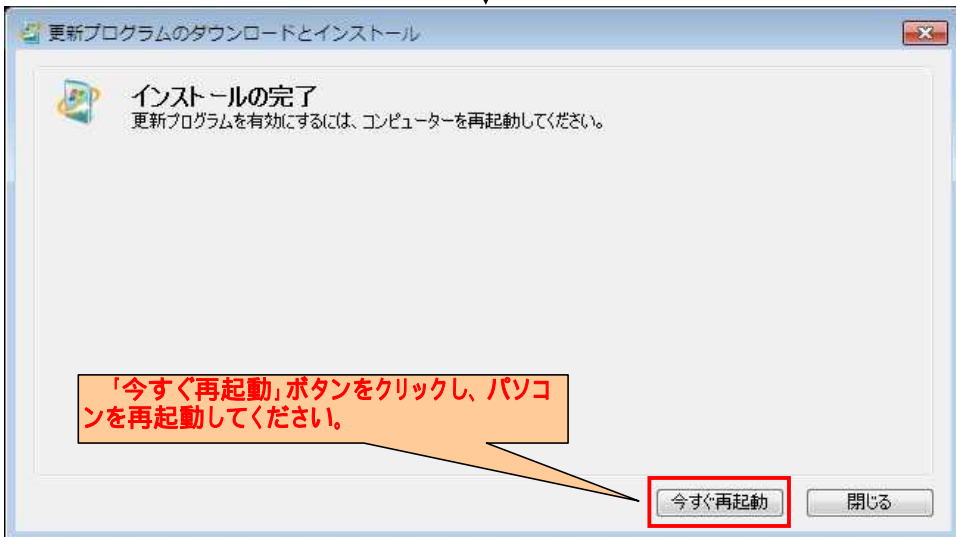 更新プログラムのダウンロードとインストール
インストールの完了
更新プログラムを有効にするには、コンピューターを再起動してください。
「今すぐ再起動」ボタンをクリックし、パソコ
ンを再起動してください。
今すぐ再起動
閉じる